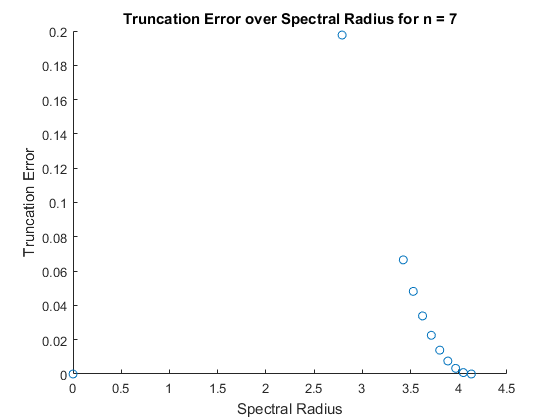 Truncation Error over Spectral Radius for n = 7
0.2
0.18
0.16
0.14
0.12
0.1
0.08
0.06
0.04
0.02
0
Truncation Error
0 0.5 1 1.5 2 2.5 3 3.5 4 4.5
Spectral Radius